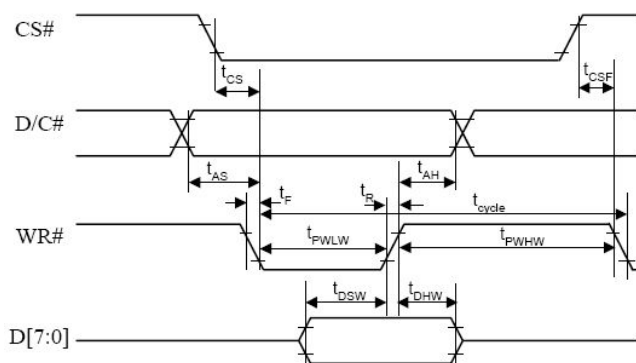 CS#
tCS
tCSF
D/C#
tAS
tAH
tF
tR
tcycle
WR#
tPWLW
tPWHW
tDSW
tDHW
D[7:0]